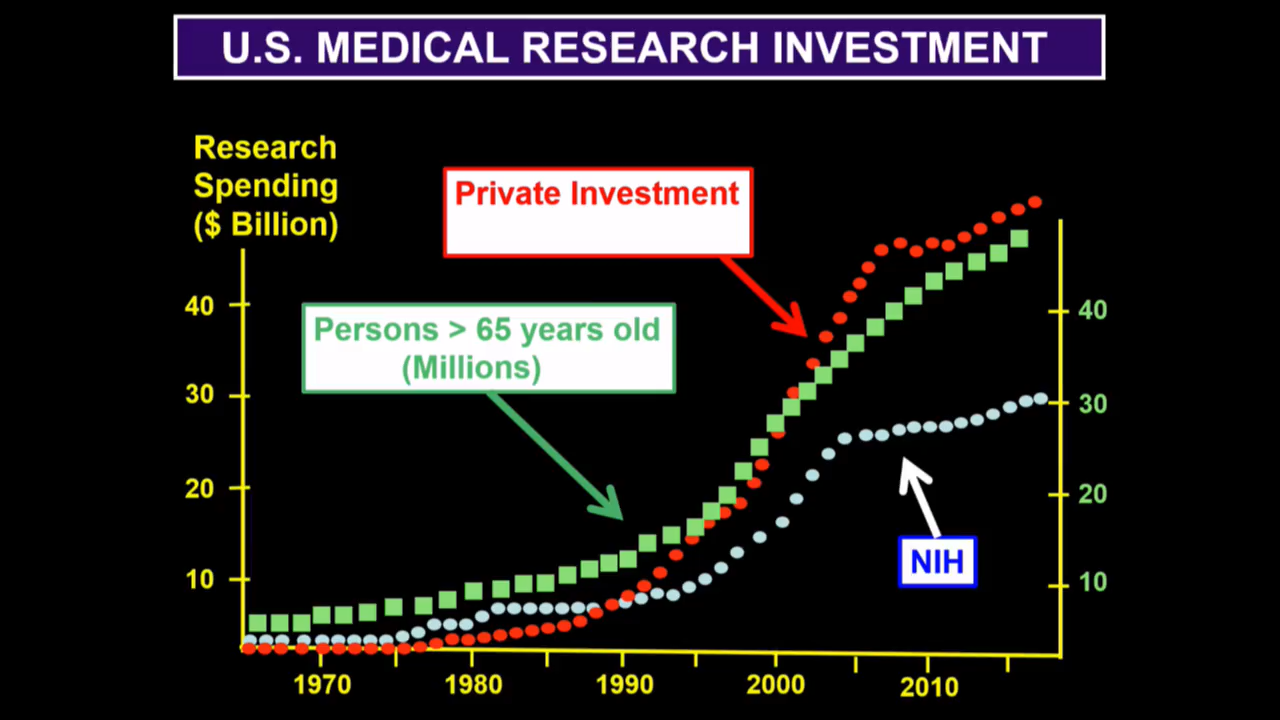 U.S. MEDICAL RESEARCH INVESTMENT
Research
Spending
($ Billion)
Private Investment
Persons > 65 years old
(Millions)
NIH
40
30
20
10
40
30
20
10
1970
1980
1990
2000
2010